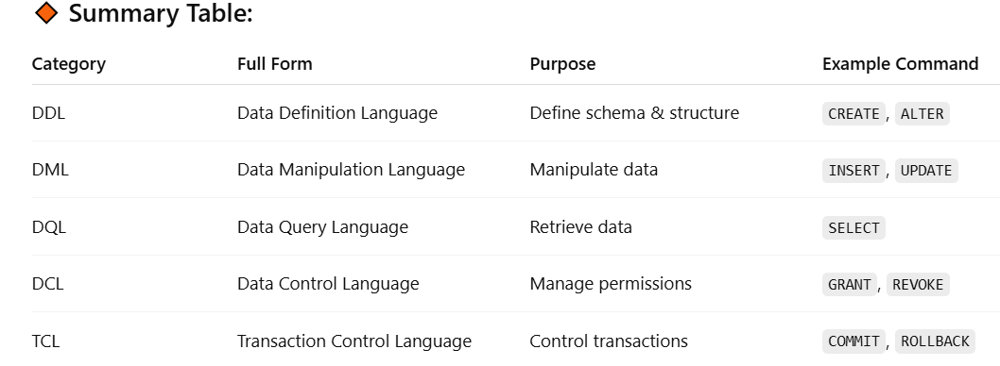 Summary Table:
Category Full Form Purpose Example Command
DDL Data Definition Language Define schema & structure CREATE, ALTER
DML Data Manipulation Language Manipulate data INSERT, UPDATE
DQL Data Query Language Retrieve data SELECT
DCL Data Control Language Manage permissions GRANT, REVOKE
TCL Transaction Control Language Control transactions COMMIT, ROLLBACK